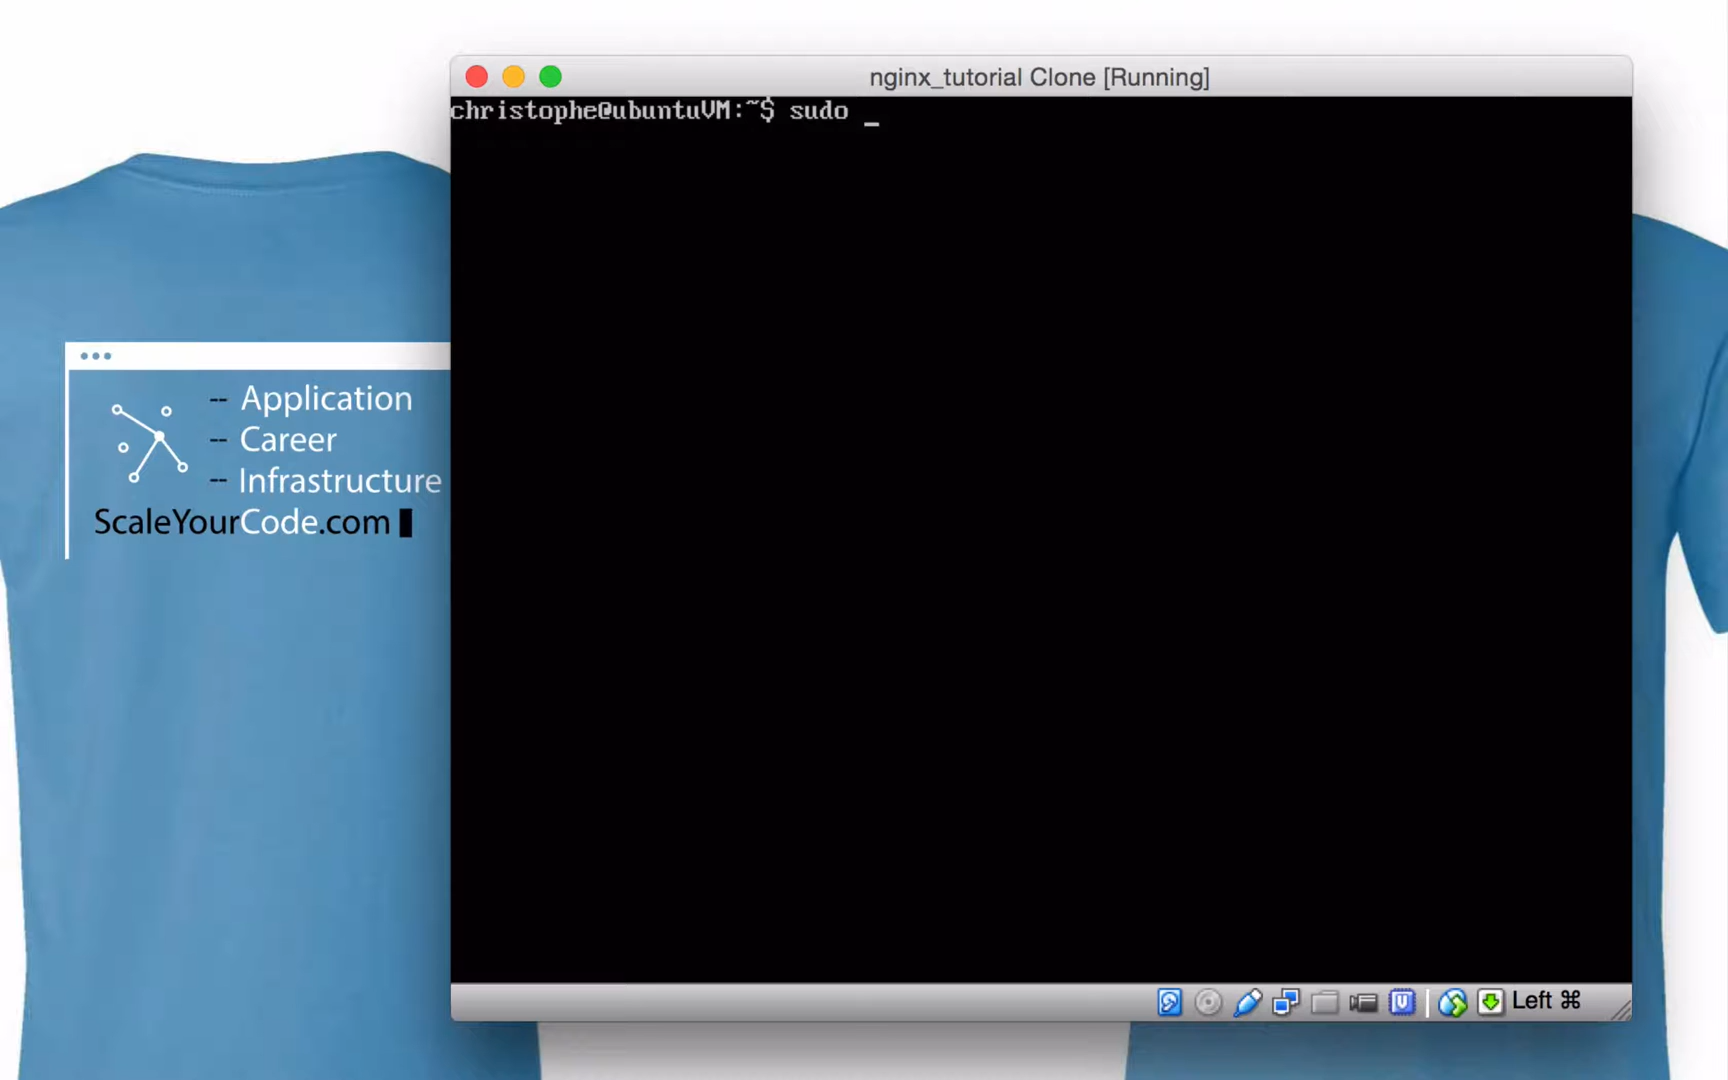 nginx_tutorial Clone [Running]
christophe@ubuntuVM:~$ sudo _
-- Application
-- Career
-- Infrastructure
ScaleYourCode.com
Left ⌘